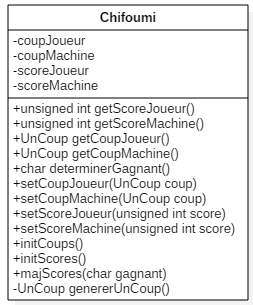 Chifoumi
-coupJoueur
-coupMachine
-scoreJoueur
-scoreMachine
+unsigned int getScoreJoueur()
+unsigned int getScoreMachine()
+UnCoup getCoupJoueur()
+UnCoup getCoupMachine()
+char determinerGagnant()
+setCoupJoueur(UnCoup coup)
+setCoupMachine(UnCoup coup)
+setScoreJoueur(unsigned int score)
+setScoreMachine(unsigned int score)
+initCoups()
+initScores()
+majScores(char gagnant)
-UnCoup genererUnCoup()